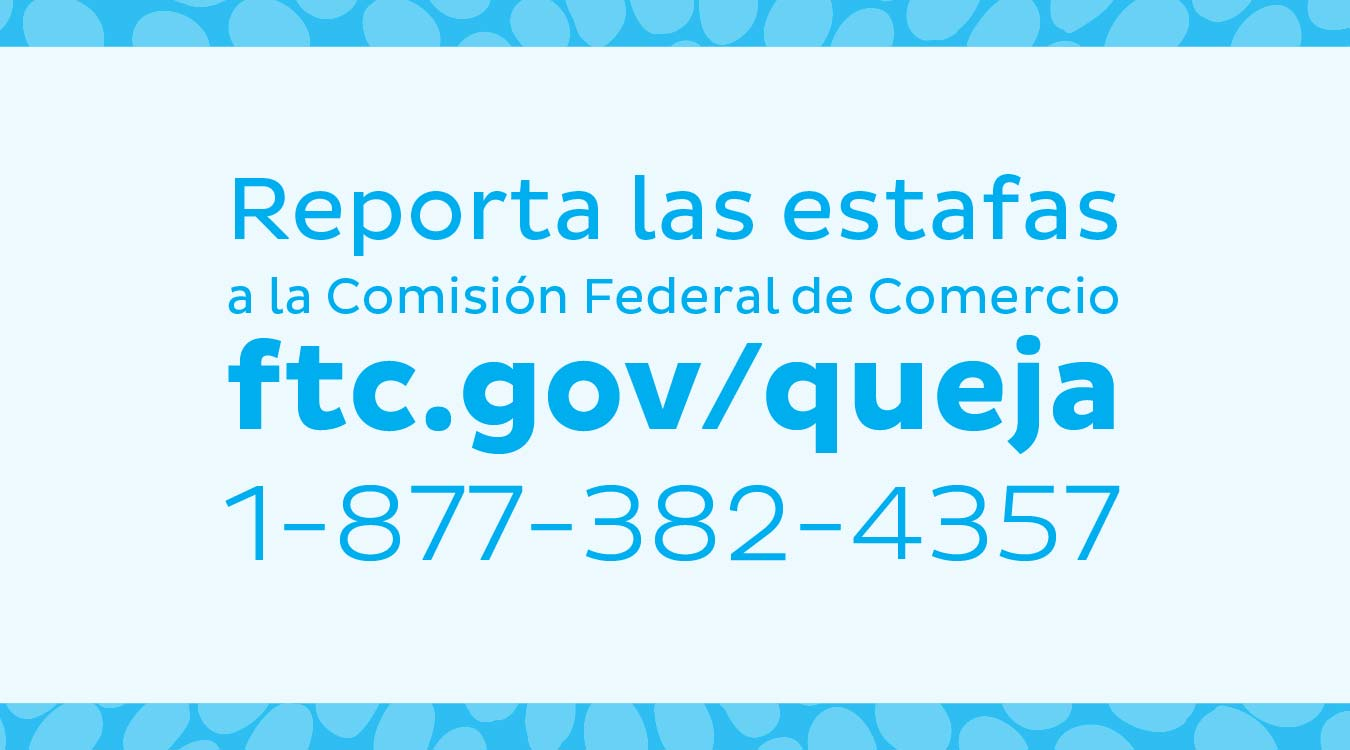 Reporta las estafas
a la Comisión Federal de Comercio
ftc.gov/queja
1-877-382-4357